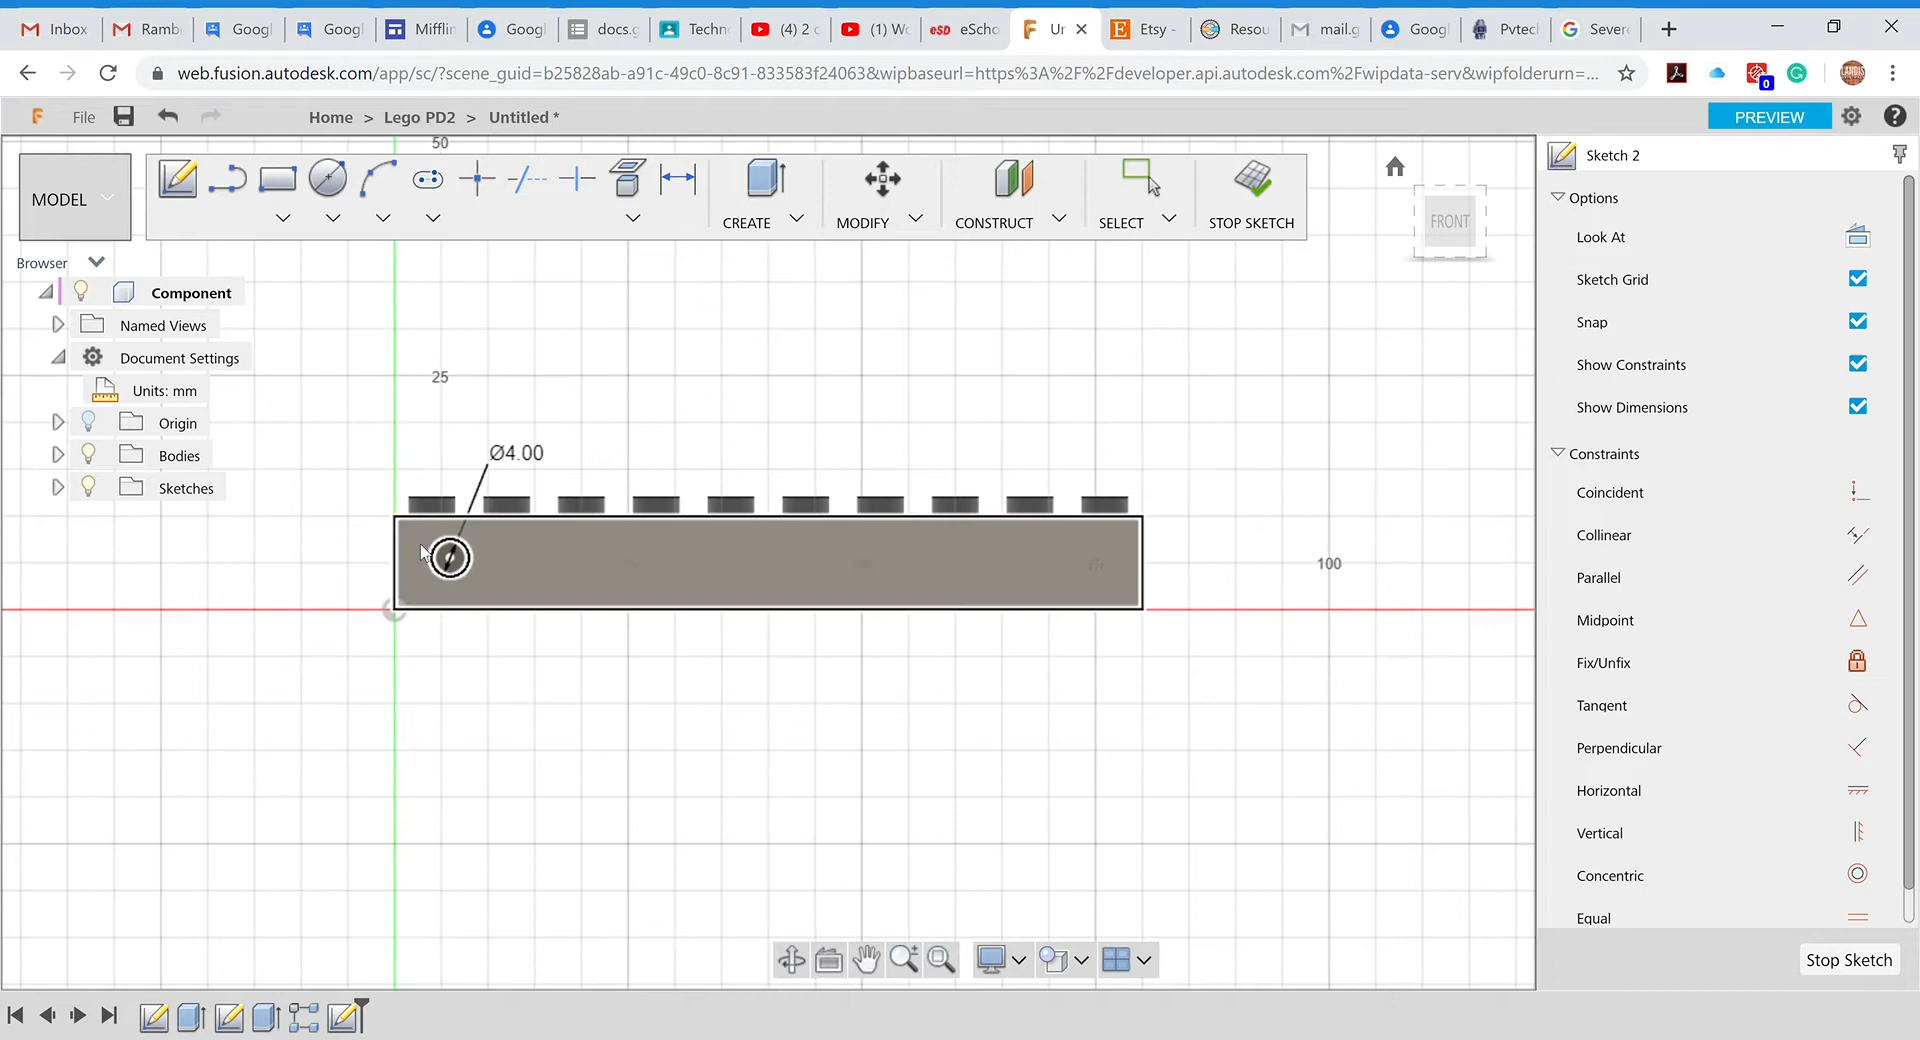 Inbox
Ramb
Googl
Googl
Mifflin
Googl
docs.g
Techn
(4) 2 c
(1) Wo
eSD eScho
Ur
Etsy -
Resou
mail.g
Googl
Pvtech
Sever
web.fusion.autodesk.com/app/sc/?scene_guid=b25828ab-a91c-49c0-8c91-833583f24063&wipbaseurl=https%3A%2F%2Fdeveloper.api.autodesk.com%2Fwipdata-serv&wipfolderurn=...
0
File
Home > Lego PD2 > Untitled *
PREVIEW
50
MODEL
CREATE
MODIFY
CONSTRUCT
SELECT
STOP SKETCH
FRONT
Browser
Component
Named Views
Document Settings
Units: mm
Origin
Bodies
Sketches
25
Ø4.00
100
Sketch 2
Options
Look At
Sketch Grid
Snap
Show Constraints
Show Dimensions
Constraints
Coincident
Collinear
Parallel
Midpoint
Fix/Unfix
Tangent
Perpendicular
Horizontal
Vertical
Concentric
Equal
Stop Sketch